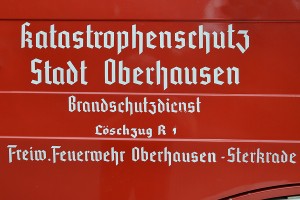 Katastrophenschutz
Stadt Oberhausen
Brandschutzdienst
Löschzug R 1
Freiw. Feuerwehr Oberhausen - Sterkrade